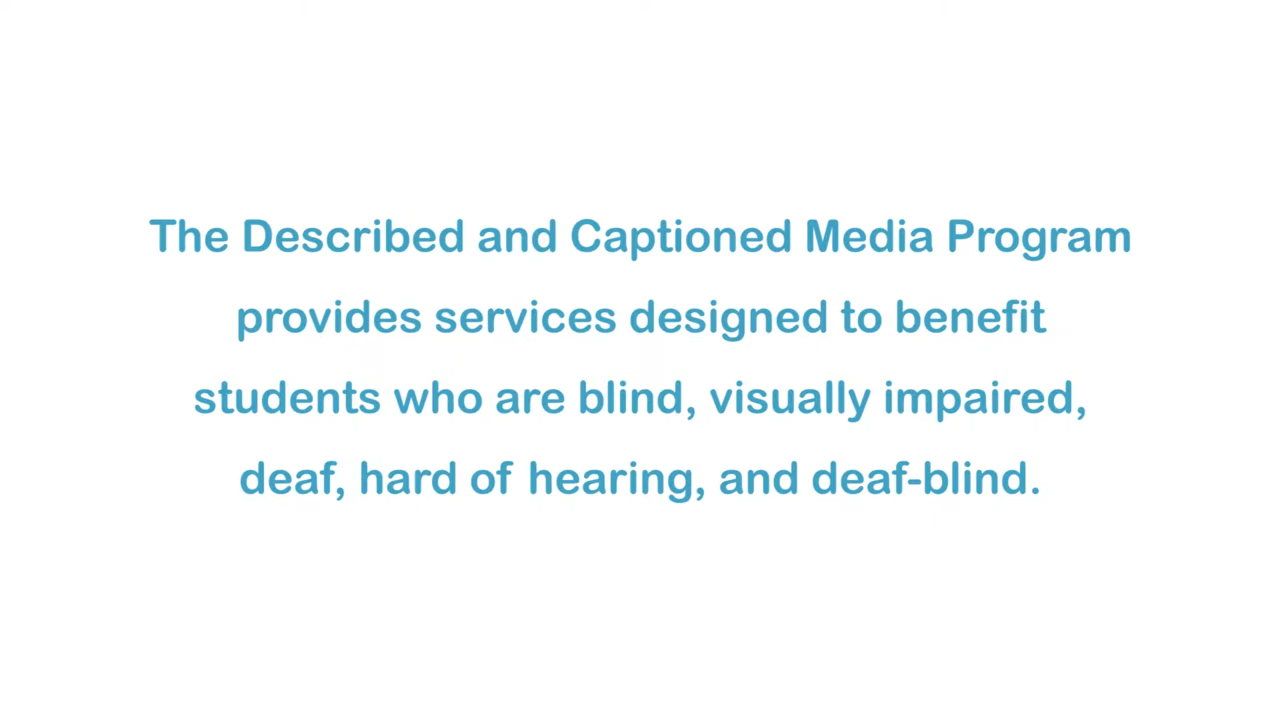 The Described and Captioned Media Program
provides services designed to benefit
students who are blind, visually impaired,
deaf, hard of hearing, and deaf-blind.